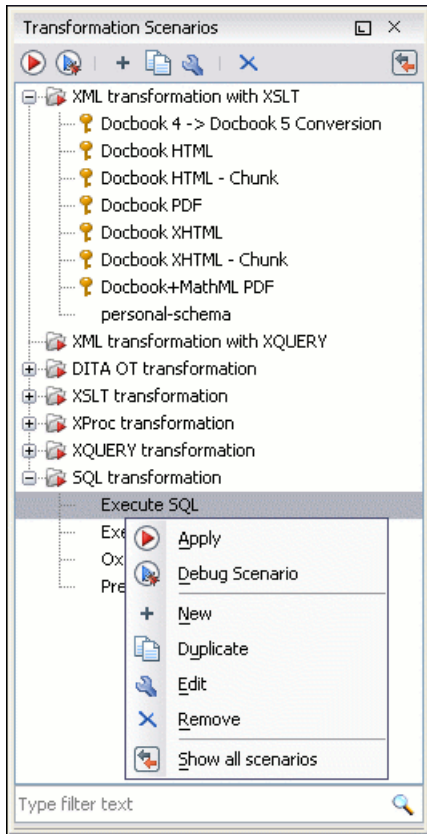 Transformation Scenarios
XML transformation with XSLT
Docbook 4 -> Docbook 5 Conversion
Docbook HTML
Docbook HTML - Chunk
Docbook PDF
Docbook XHTML
Docbook XHTML - Chunk
Docbook+MathML PDF
personal-schema
XML transformation with XQUERY
DITA OT transformation
XSLT transformation
XProc transformation
XQUERY transformation
SQL transformation
Execute SQL
Apply
Debug Scenario
New
Duplicate
Edit
Remove
Show all scenarios
Type filter text